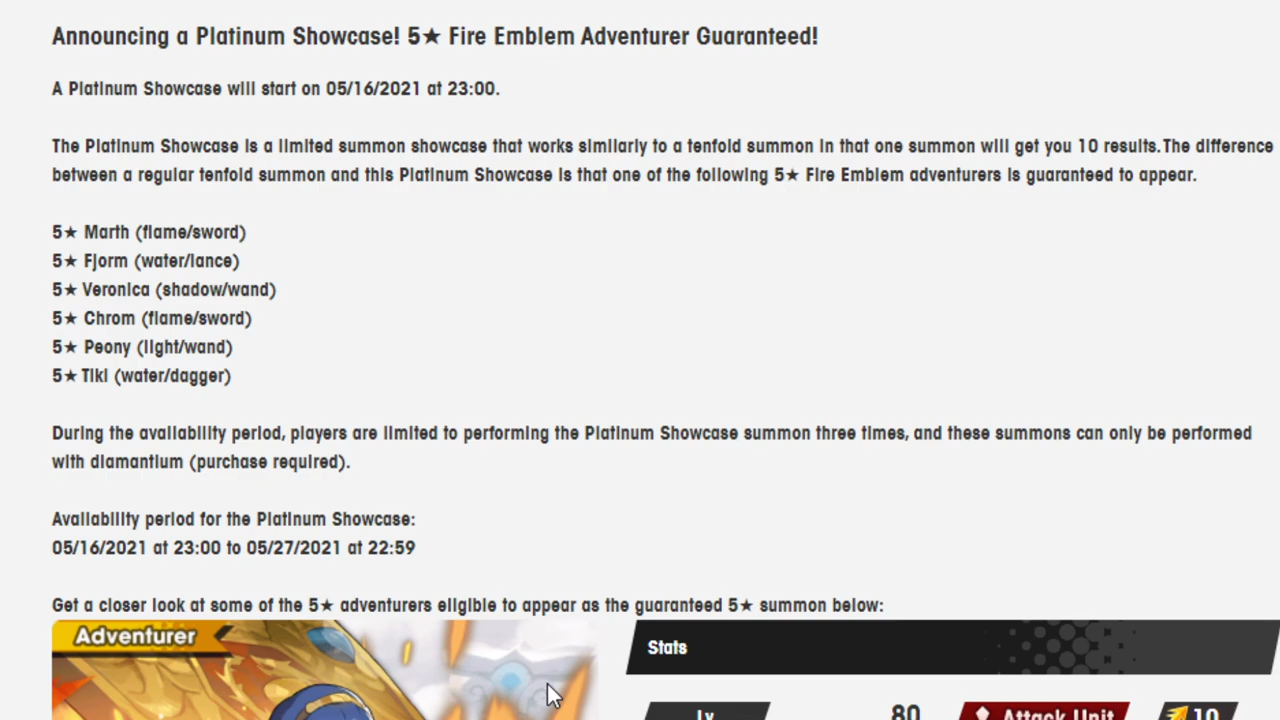 Announcing a Platinum Showcase! 5★ Fire Emblem Adventurer Guaranteed!
A Platinum Showcase will start on 05/16/2021 at 23:00.
The Platinum Showcase is a limited summon showcase that works similarly to a tenfold summon in that one summon will get you 10 results.The difference
between a regular tenfold summon and this Platinum Showcase is that one of the following 5★ Fire Emblem adventurers is guaranteed to appear.
5★ Marth (flame/sword)
5★ Fjorm (water/lance)
5★ Veronica (shadow/wand)
5★ Chrom (flame/sword)
5★ Peony (light/wand)
5★ Tiki (water/dagger)
During the availability period, players are limited to performing the Platinum Showcase summon three times, and these summons can only be performed
with diamantium (purchase required).
Availability period for the Platinum Showcase:
05/16/2021 at 23:00 to 05/27/2021 at 22:59
Get a closer look at some of the 5★ adventurers eligible to appear as the guaranteed 5★ summon below:
Adventurer
Stats
Lv 80 Attack Unit 10